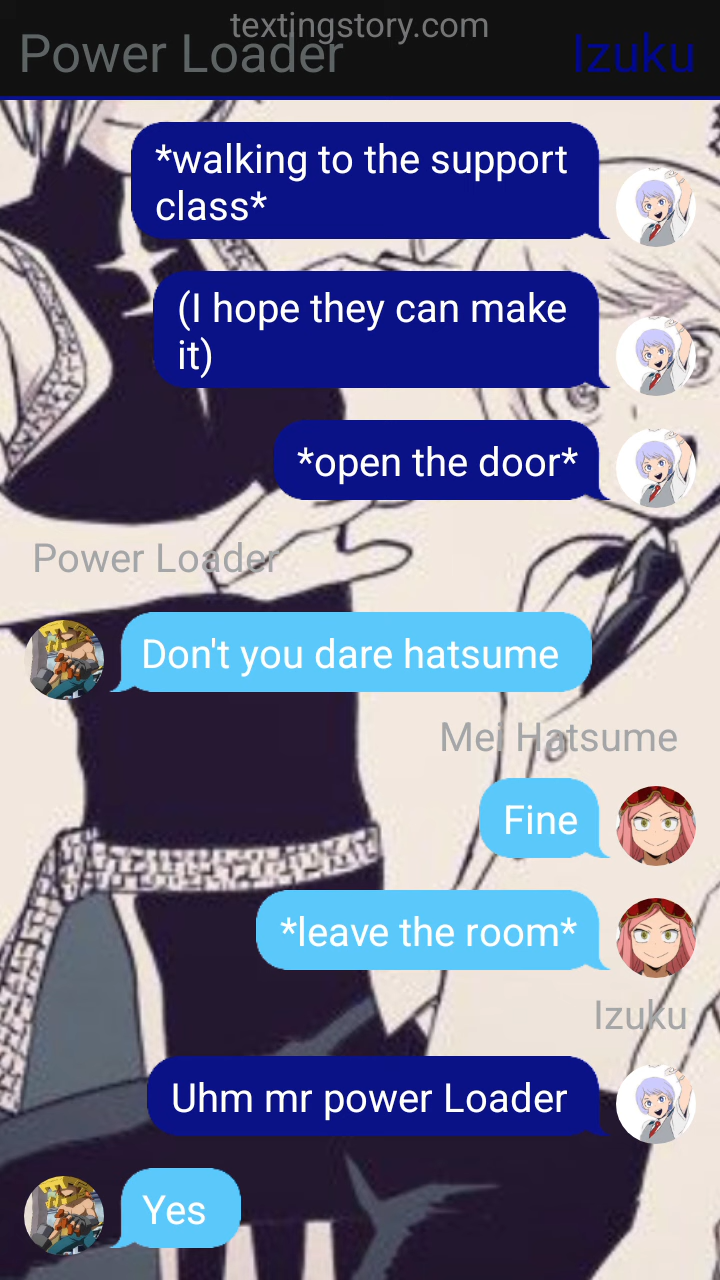 textingstory.com
Power Loader
Izuku
*walking to the support
class*
(I hope they can make
it)
*open the door*
Power Loader
Don't you dare hatsume
Mei Hatsume
Fine
*leave the room*
Izuku
Uhm mr power Loader
Yes